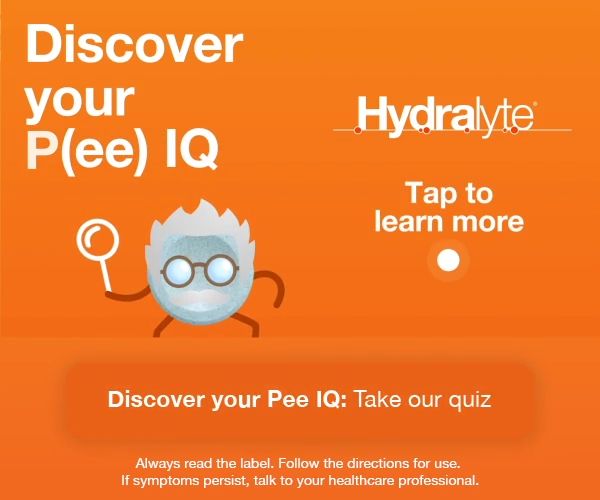 Discover
your
P(ee) IQ
Hydralyte®
Tap to
learn more
Discover your Pee IQ: Take our quiz
Always read the label. Follow the directions for use.
If symptoms persist, talk to your healthcare professional.